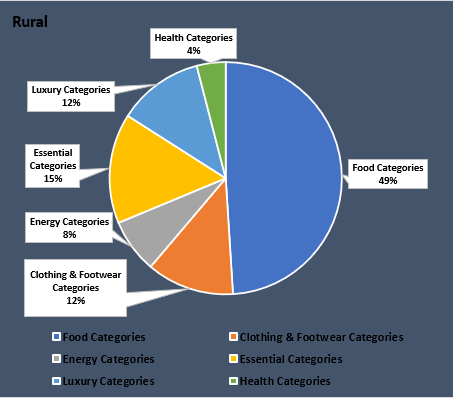 Rural
Health Categories
4%
Luxury Categories
12%
Essential
Categories
15%
Food Categories
49%
Energy Categories
8%
Clothing & Footwear
Categories
12%
Food Categories
Clothing & Footwear Categories
Energy Categories
Essential Categories
Luxury Categories
Health Categories